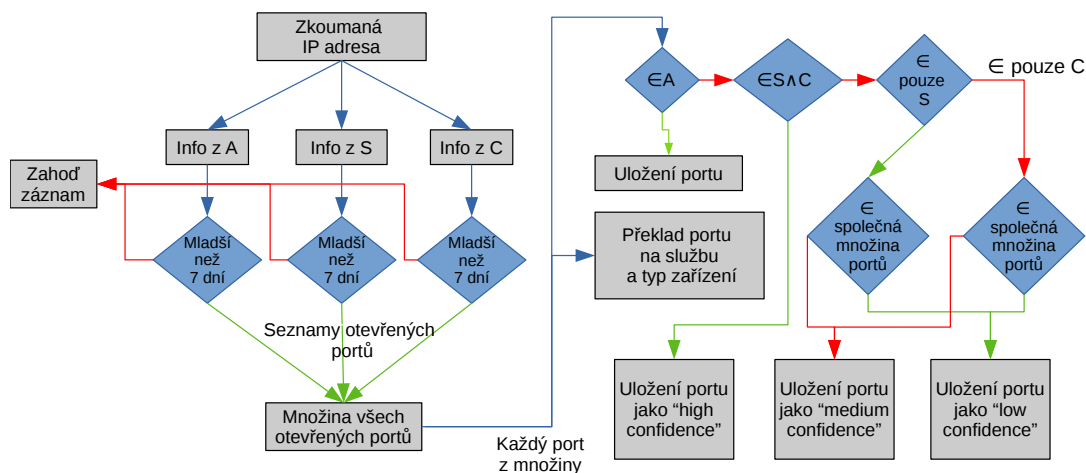 Zkoumaná
IP adresa
Info z A
Info z S
Info z C
Zahoď
záznam
Mladší
než
7 dní
Mladší
než
7 dní
Mladší
než
7 dní
Seznamy otevřených
portů
Množina všech
otevřených portů
Každý port
z množiny
∈A
∈S∧C
∈
pouze
S
∈ pouze C
Uložení portu
∈
společná
množina
portů
∈
společná
množina
portů
Překlad portu
na službu
a typ zařízení
Uložení portu
jako “high
confidence”
Uložení portu
jako “medium
confidence”
Uložení portu
jako “low
confidence”